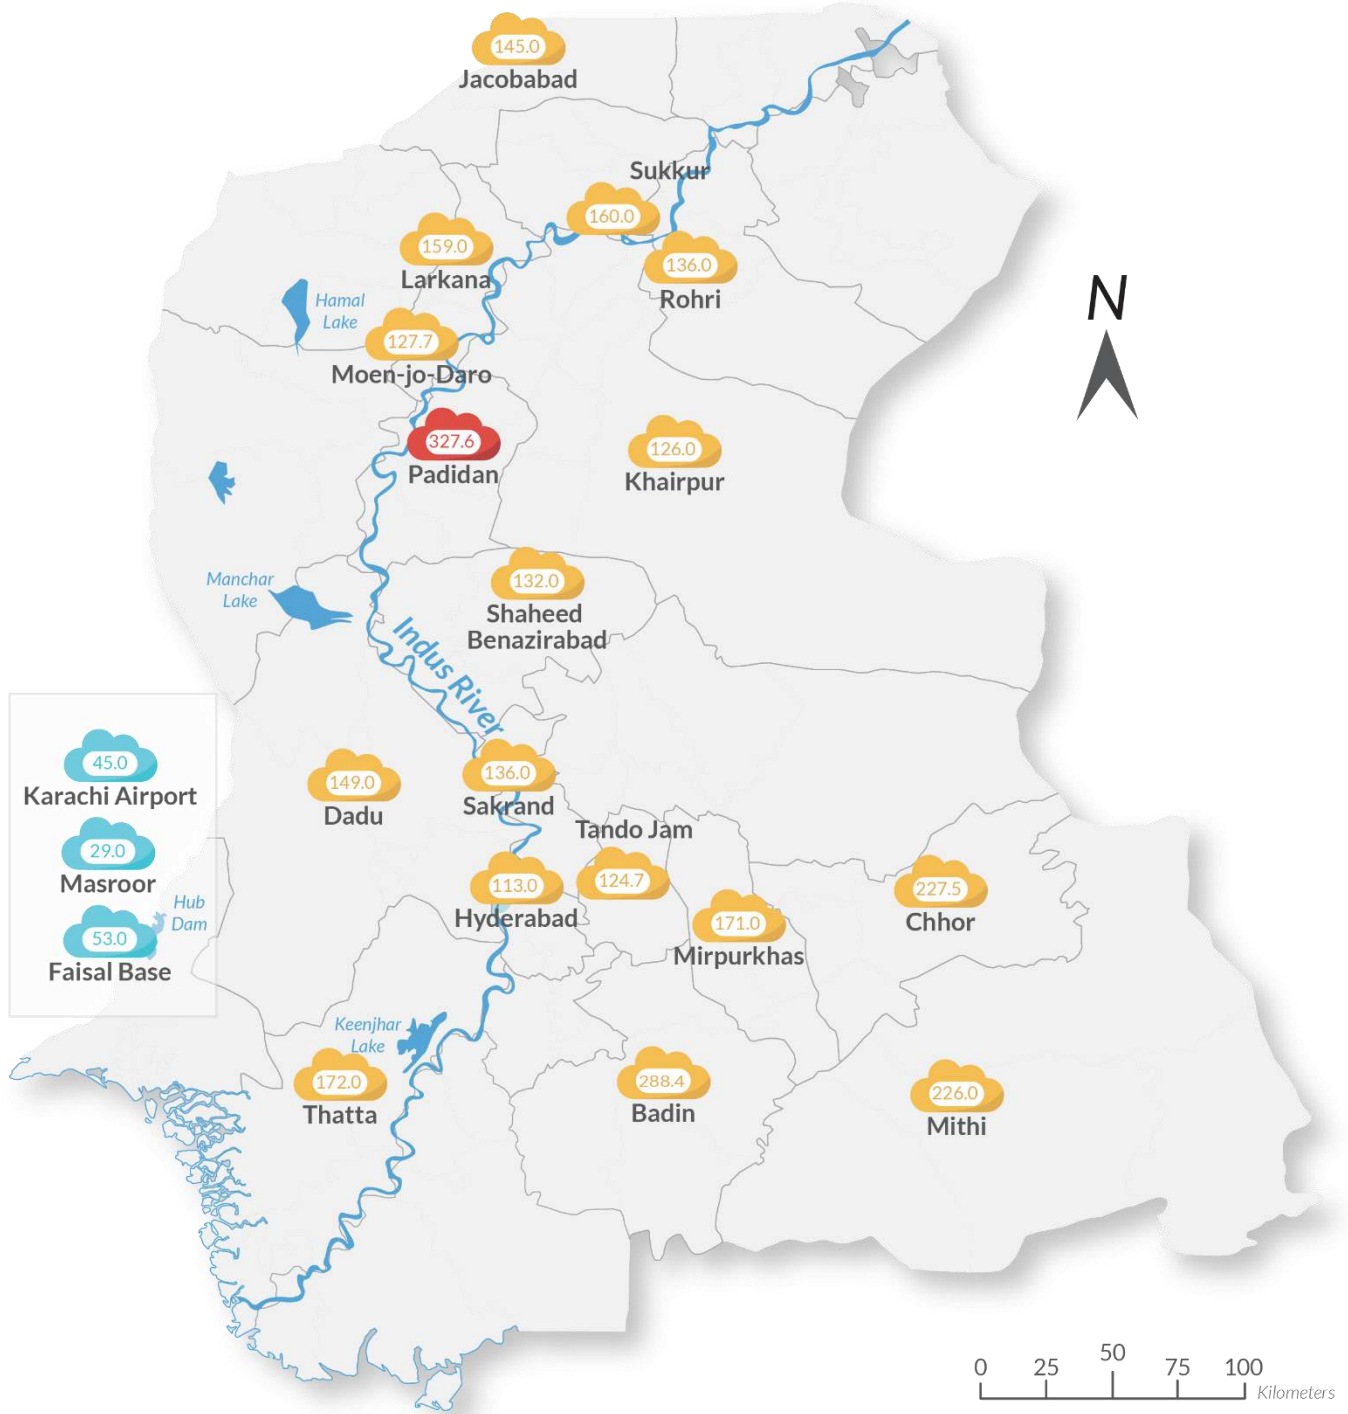 145.0
Jacobabad
Sukkur
160.0
159.0
Larkana
136.0
Rohri
Hamal
Lake
127.7
Moen-jo-Daro
N
327.6
Padidan
126.0
Khairpur
Manchar
Lake
132.0
Shaheed
Benazirabad
Indus River
45.0
Karachi Airport
29.0
Masroor
53.0
Faisal Base
Hub
Dam
149.0
Dadu
136.0
Sakrand
Tando Jam
124.7
113.0
Hyderabad
171.0
Mirpurkhas
227.5
Chhor
Keenjhar
Lake
172.0
Thatta
288.4
Badin
226.0
Mithi
0 25 50 75 100
Kilometers